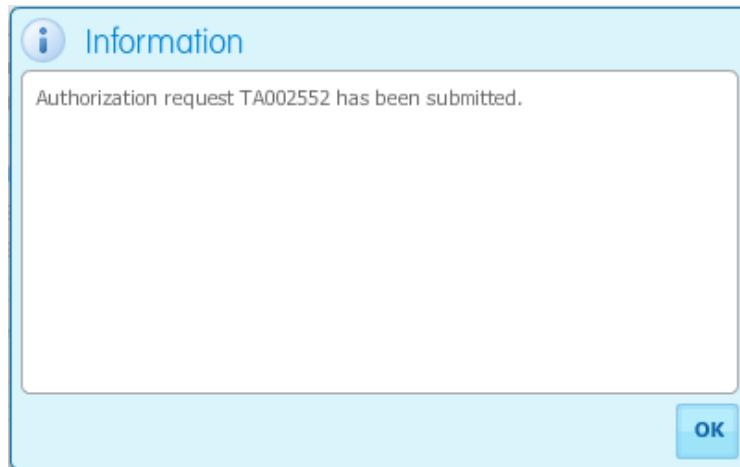 Information
Authorization request TA002552 has been submitted.
OK